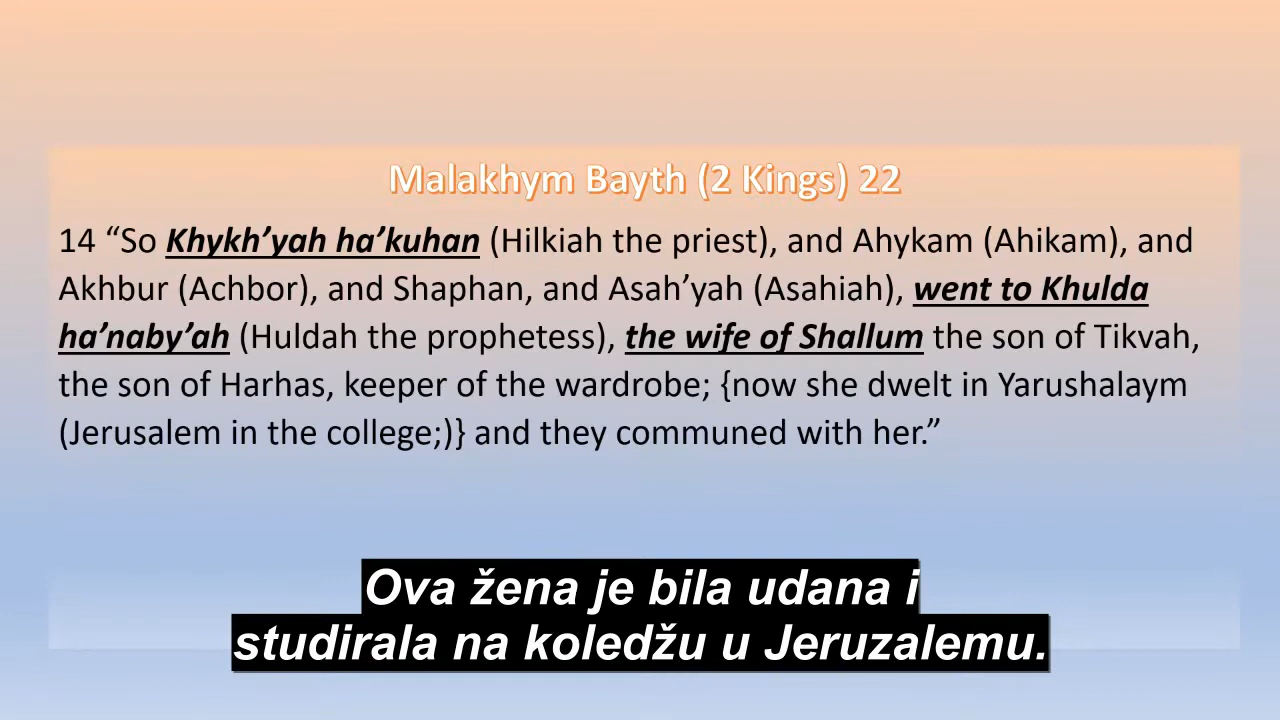 Malakhym Bayth (2 Kings) 22
14 “So Khykh’yah ha’kuhan (Hilkiah the priest), and Ahykam (Ahikam), and
Akhbur (Achbor), and Shaphan, and Asah’yah (Asahiah), went to Khulda
ha’naby’ah (Huldah the prophetess), the wife of Shallum the son of Tikvah,
the son of Harhas, keeper of the wardrobe; {now she dwelt in Yarushalaym
(Jerusalem in the college;)} and they communed with her.”
Ova žena je bila udana i
studirala na koledžu u Jeruzalemu.